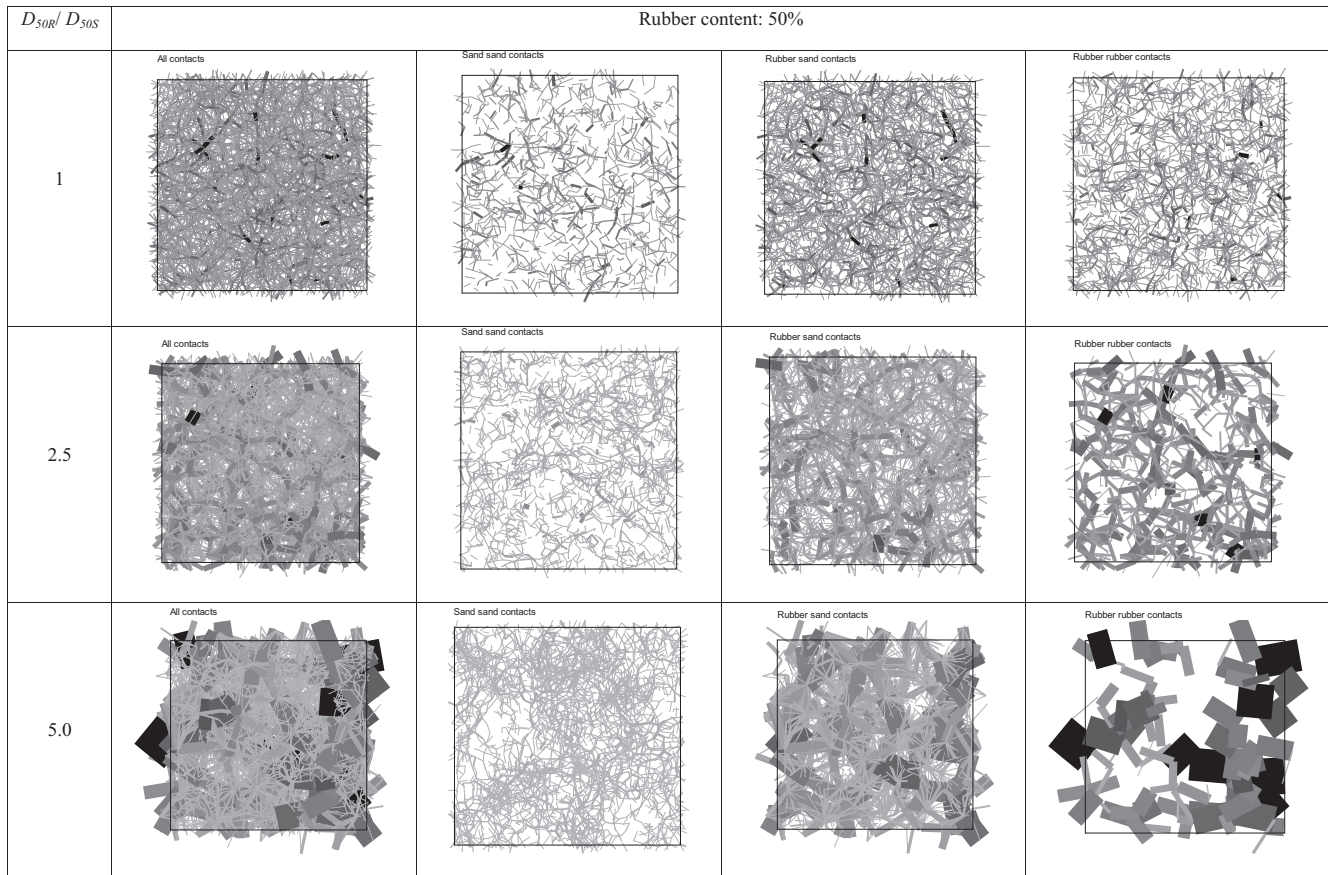 D50R/ D50S
Rubber content: 50%
1
All contacts
Sand sand contacts
Rubber sand contacts
Rubber rubber contacts
2.5
All contacts
Sand sand contacts
Rubber sand contacts
Rubber rubber contacts
5.0
All contacts
Sand sand contacts
Rubber sand contacts
Rubber rubber contacts